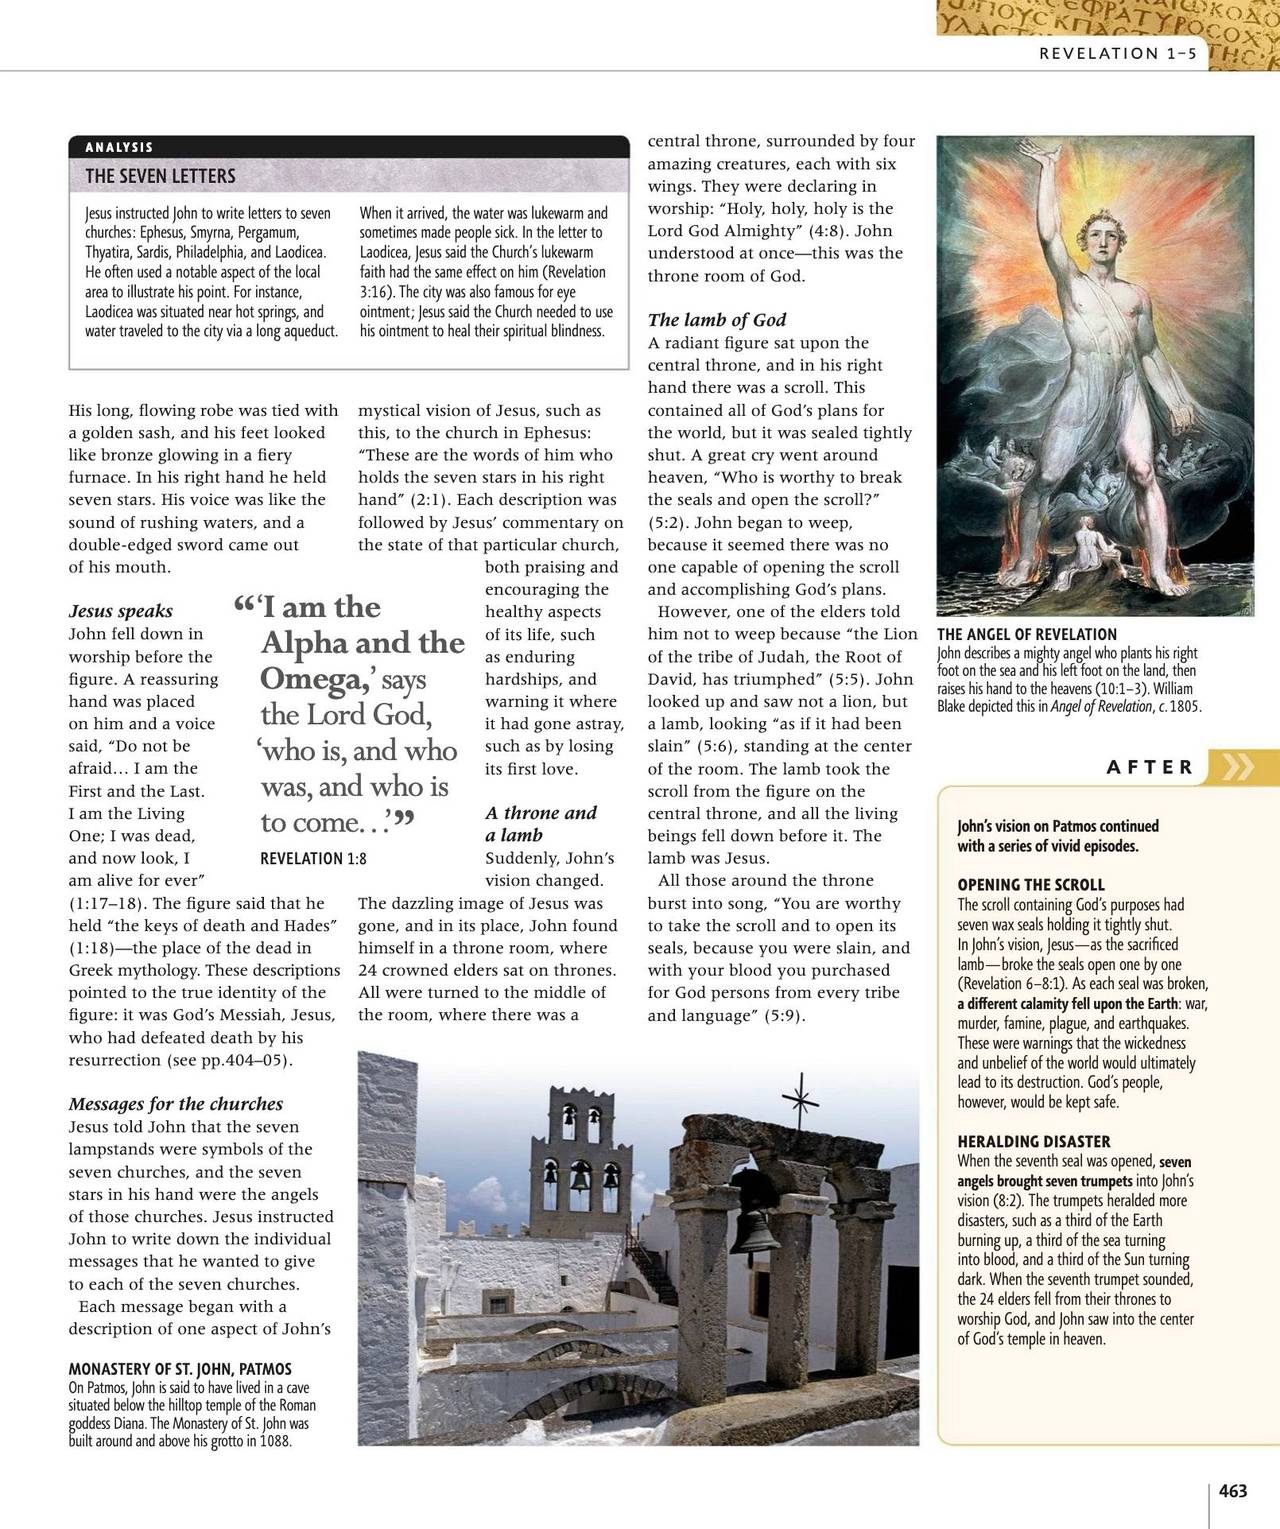 REVELATION 1–5
ANALYSIS
THE SEVEN LETTERS
Jesus instructed John to write letters to seven
churches: Ephesus, Smyrna, Pergamum,
Thyatira, Sardis, Philadelphia, and Laodicea.
He often used a notable aspect of the local
area to illustrate his point. For instance,
Laodicea was situated near hot springs, and
water traveled to the city via a long aqueduct.
When it arrived, the water was lukewarm and
sometimes made people sick. In the letter to
Laodicea, Jesus said the Church’s lukewarm
faith had the same effect on him (Revelation
3:16). The city was also famous for eye
ointment; Jesus said the Church needed to use
his ointment to heal their spiritual blindness.
His long, flowing robe was tied with
a golden sash, and his feet looked
like bronze glowing in a fiery
furnace. In his right hand he held
seven stars. His voice was like the
sound of rushing waters, and a
double-edged sword came out
of his mouth.
Jesus speaks
John fell down in
worship before the
figure. A reassuring
hand was placed
on him and a voice
said, “Do not be
afraid… I am the
First and the Last.
I am the Living
One; I was dead,
and now look, I
am alive for ever”
(1:17–18). The figure said that he
held “the keys of death and Hades”
(1:18)—the place of the dead in
Greek mythology. These descriptions
pointed to the true identity of the
figure: it was God’s Messiah, Jesus,
who had defeated death by his
resurrection (see pp.404–05).
Messages for the churches
Jesus told John that the seven
lampstands were symbols of the
seven churches, and the seven
stars in his hand were the angels
of those churches. Jesus instructed
John to write down the individual
messages that he wanted to give
to each of the seven churches.
Each message began with a
description of one aspect of John’s
MONASTERY OF ST. JOHN, PATMOS
On Patmos, John is said to have lived in a cave
situated below the hilltop temple of the Roman
goddess Diana. The Monastery of St. John was
built around and above his grotto in 1088.
“‘I am the
Alpha and the
Omega,’ says
the Lord God,
‘who is, and who
was, and who is
to come. . .’”
REVELATION 1:8
mystical vision of Jesus, such as
this, to the church in Ephesus:
“These are the words of him who
holds the seven stars in his right
hand” (2:1). Each description was
followed by Jesus’ commentary on
the state of that particular church,
both praising and
encouraging the
healthy aspects
of its life, such
as enduring
hardships, and
warning it where
it had gone astray,
such as by losing
its first love.
A throne and
a lamb
Suddenly, John’s
vision changed.
The dazzling image of Jesus was
gone, and in its place, John found
himself in a throne room, where
24 crowned elders sat on thrones.
All were turned to the middle of
the room, where there was a
central throne, surrounded by four
amazing creatures, each with six
wings. They were declaring in
worship: “Holy, holy, holy is the
Lord God Almighty” (4:8). John
understood at once—this was the
throne room of God.
The lamb of God
A radiant figure sat upon the
central throne, and in his right
hand there was a scroll. This
contained all of God’s plans for
the world, but it was sealed tightly
shut. A great cry went around
heaven, “Who is worthy to break
the seals and open the scroll?”
(5:2). John began to weep,
because it seemed there was no
one capable of opening the scroll
and accomplishing God’s plans.
However, one of the elders told
him not to weep because “the Lion
of the tribe of Judah, the Root of
David, has triumphed” (5:5). John
looked up and saw not a lion, but
a lamb, looking “as if it had been
slain” (5:6), standing at the center
of the room. The lamb took the
scroll from the figure on the
central throne, and all the living
beings fell down before it. The
lamb was Jesus.
All those around the throne
burst into song, “You are worthy
to take the scroll and to open its
seals, because you were slain, and
with your blood you purchased
for God persons from every tribe
and language” (5:9).
THE ANGEL OF REVELATION
John describes a mighty angel who plants his right
foot on the sea and his left foot on the land, then
raises his hand to the heavens (10:1–3). William
Blake depicted this in Angel of Revelation, c.1805.
AFTER
John’s vision on Patmos continued
with a series of vivid episodes.
OPENING THE SCROLL
The scroll containing God’s purposes had
seven wax seals holding it tightly shut.
In John’s vision, Jesus—as the sacrificed
lamb—broke the seals open one by one
(Revelation 6–8:1). As each seal was broken,
a different calamity fell upon the Earth: war,
murder, famine, plague, and earthquakes.
These were warnings that the wickedness
and unbelief of the world would ultimately
lead to its destruction. God’s people,
however, would be kept safe.
HERALDING DISASTER
When the seventh seal was opened, seven
angels brought seven trumpets into John’s
vision (8:2). The trumpets heralded more
disasters, such as a third of the Earth
burning up, a third of the sea turning
into blood, and a third of the Sun turning
dark. When the seventh trumpet sounded,
the 24 elders fell from their thrones to
worship God, and John saw into the center
of God’s temple in heaven.
463